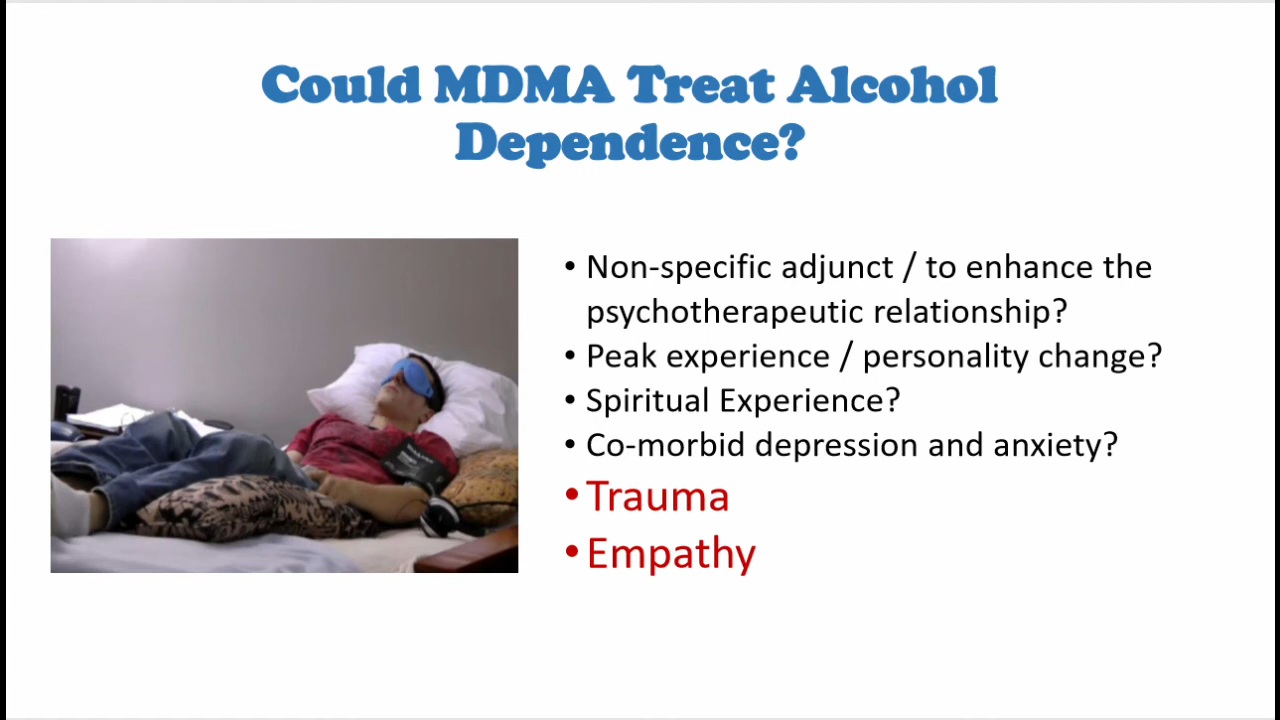 Could MDMA Treat Alcohol
Dependence?
• Non-specific adjunct / to enhance the
psychotherapeutic relationship?
• Peak experience / personality change?
• Spiritual Experience?
• Co-morbid depression and anxiety?
• Trauma
• Empathy